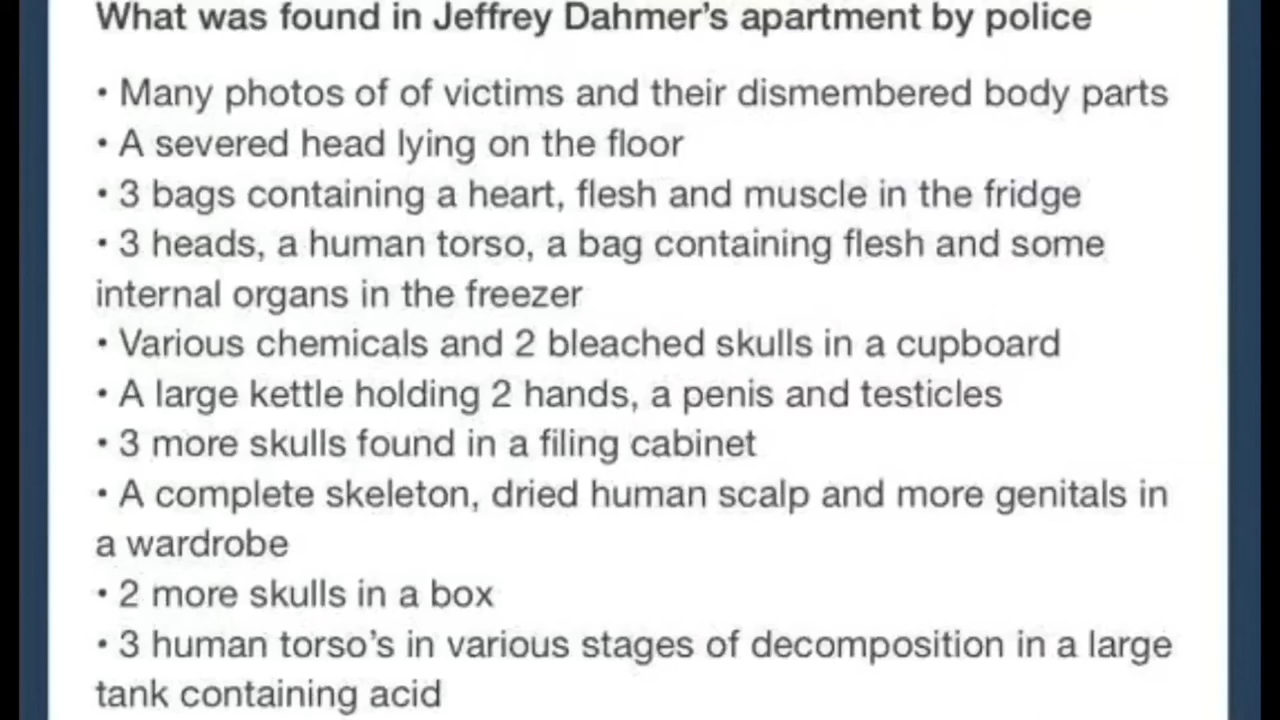 What was found in Jeffrey Dahmer's apartment by police
• Many photos of of victims and their dismembered body parts
• A severed head lying on the floor
• 3 bags containing a heart, flesh and muscle in the fridge
• 3 heads, a human torso, a bag containing flesh and some
internal organs in the freezer
• Various chemicals and 2 bleached skulls in a cupboard
• A large kettle holding 2 hands, a penis and testicles
• 3 more skulls found in a filing cabinet
• A complete skeleton, dried human scalp and more genitals in
a wardrobe
• 2 more skulls in a box
• 3 human torso's in various stages of decomposition in a large
tank containing acid